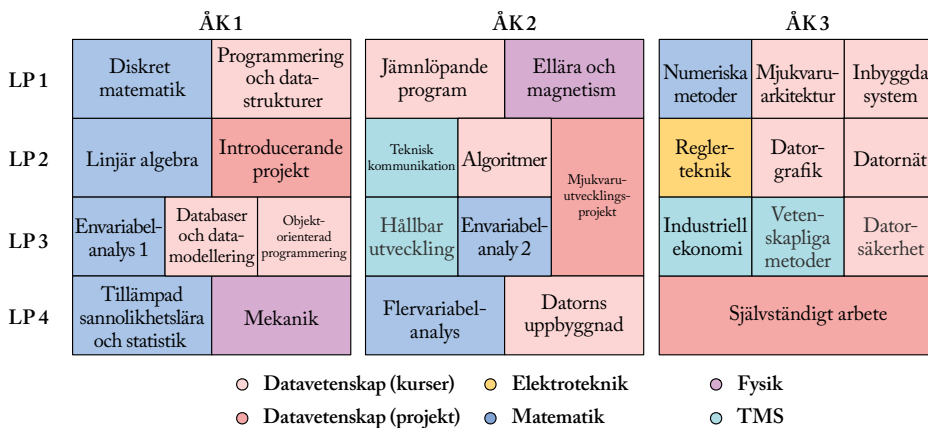 ÅK 1
ÅK 2
ÅK 3
LP 1
Diskret
matematik
Programmering
och data-
strukturer
Jämnlöpande
program
Ellära och
magnetism
Numeriska
metoder
Mjukvaru-
arkitektur
Inbyggda
system
LP 2
Linjär algebra
Introducerande
projekt
Teknisk
kommunikation
Algoritmer
Mjukvaru-
utvecklings-
projekt
Regler-
teknik
Dator-
grafik
Datornät
LP 3
Envariabel-
analys 1
Databaser
och data-
modellering
Objekt-
orienterad
programmering
Hållbar
utveckling
Envariabel-
analy 2
Industriell
ekonomi
Veten-
skapliga
metoder
Dator-
säkerhet
LP 4
Tillämpad
sannolikhetslära
och statistik
Mekanik
Flervariabel-
analys
Datorns
uppbyggnad
Självständigt arbete
Datavetenskap (kurser)
Elektroteknik
Fysik
Datavetenskap (projekt)
Matematik
TMS